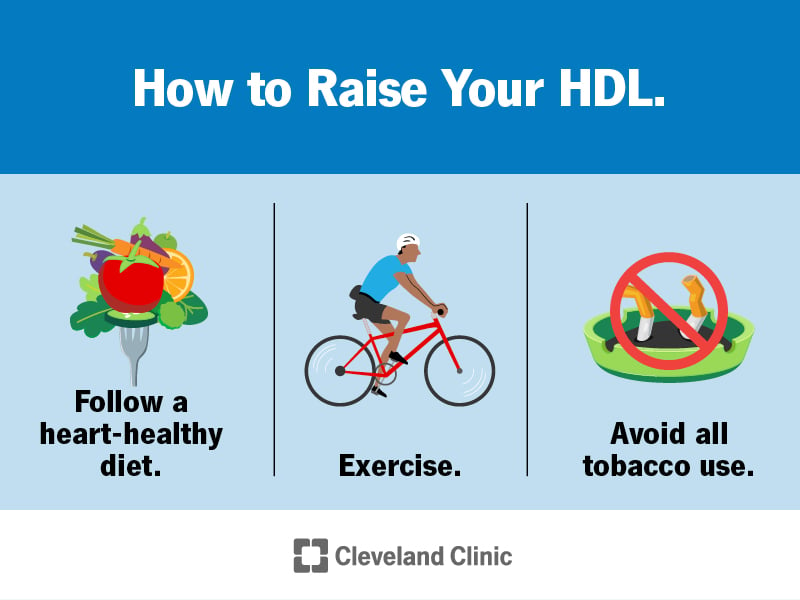 How to Raise Your HDL.
Follow a
heart-healthy
diet.
Exercise.
Avoid all
tobacco use.
Cleveland Clinic